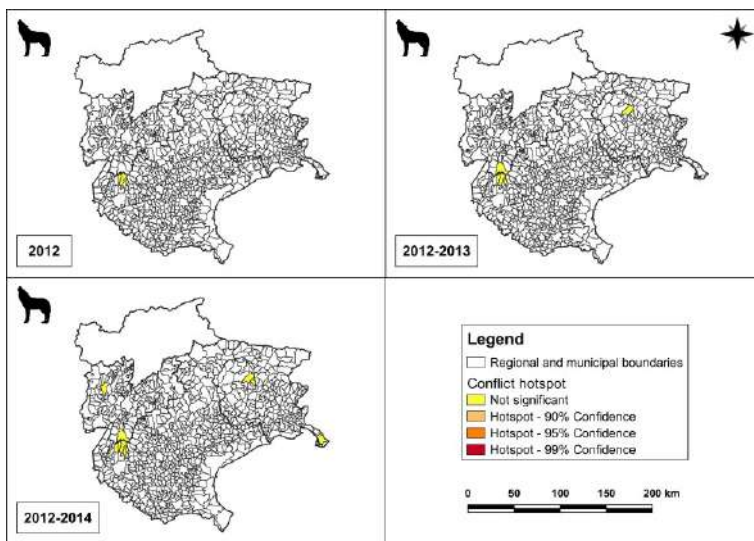 2012
2012-2013
2012-2014
Legend
Regional and municipal boundaries
Conflict hotspot
Not significant
Hotspot - 90% Confidence
Hotspot - 95% Confidence
Hotspot - 99% Confidence
0 50 100 150 200 km